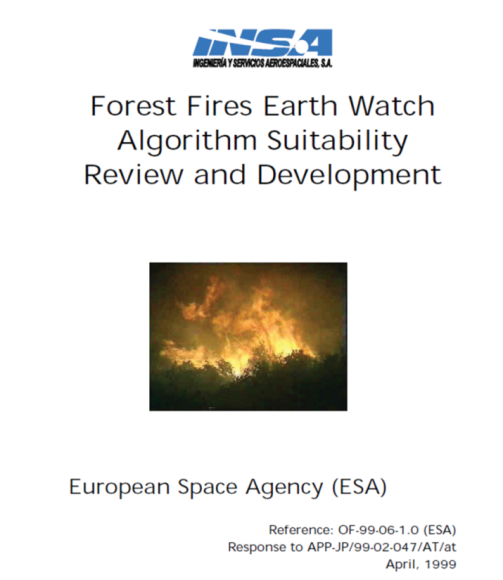 INSA
INGENIERÍA Y SERVICIOS AEROESPACIALES, S.A.
Forest Fires Earth Watch
Algorithm Suitability
Review and Development
European Space Agency (ESA)
Reference: OF-99-06-1.0 (ESA)
Response to APP-JP/99-02-047/AT/at
April, 1999